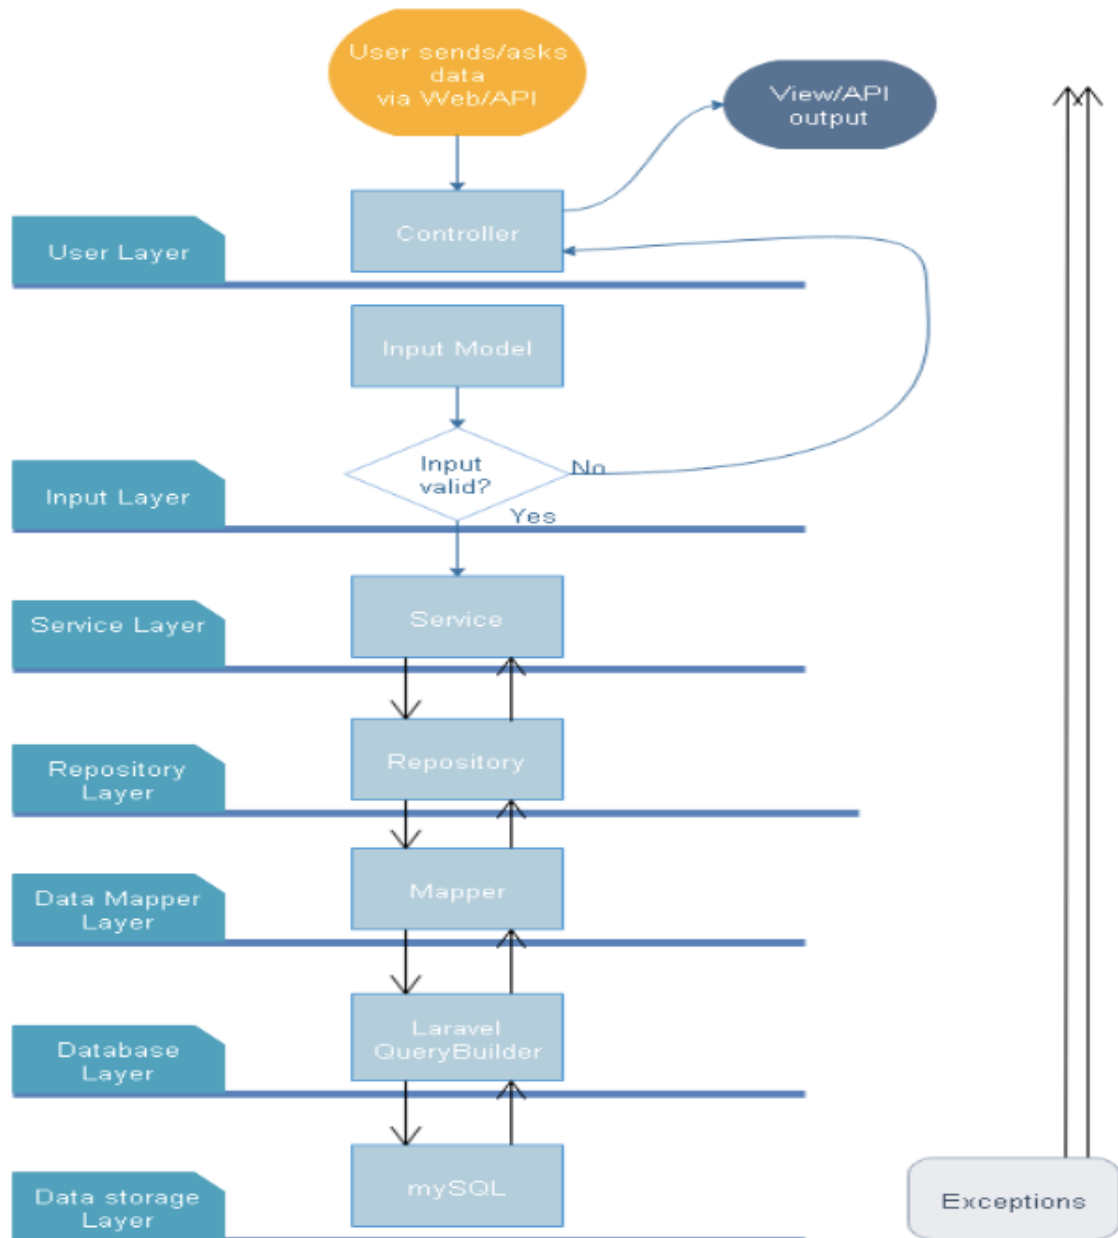 User sends/asks
data
via Web/API
View/API
output
Controller
User Layer
Input Model
Input
valid?
No
Yes
Input Layer
Service
Service Layer
Repository
Repository
Layer
Mapper
Data Mapper
Layer
Laravel
QueryBuilder
Database
Layer
mySQL
Data storage
Layer
Exceptions